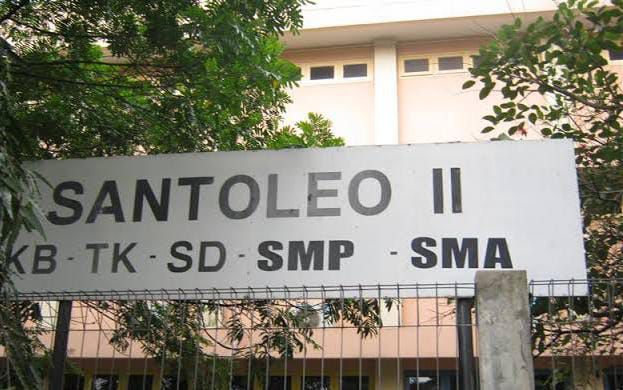 SANTOLEO II
KB - TK - SD - SMP - SMA